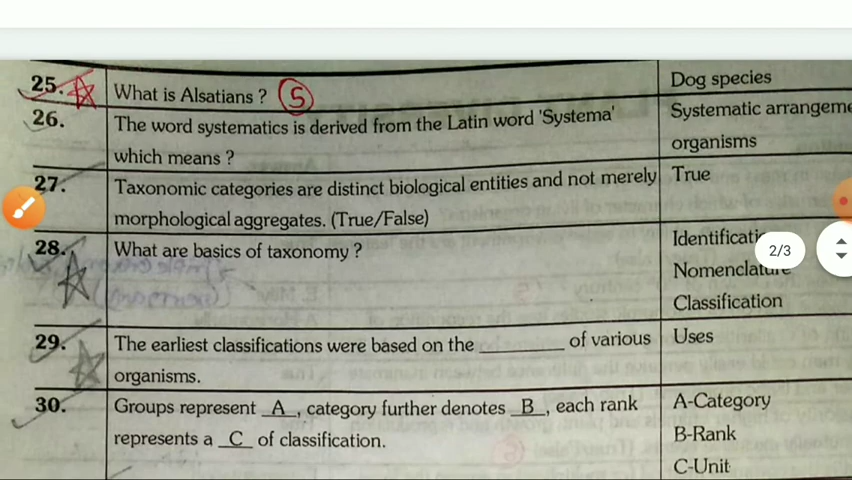 25.
What is Alsatians ? 5
Dog species
26.
The word systematics is derived from the Latin word 'Systema'
which means ?
Systematic
organisms
27.
Taxonomic categories are distinct biological entities and not merely
morphological aggregates. (True/False)
True
28.
What are basics of taxonomy ?
Nomenclature
Classification
2/3
29.
The earliest classifications were based on the ________ of various
organisms.
Uses
30.
Groups represent A , category further denotes B , each rank
represents a C of classification.
A-Category
B-Rank
C-Unit